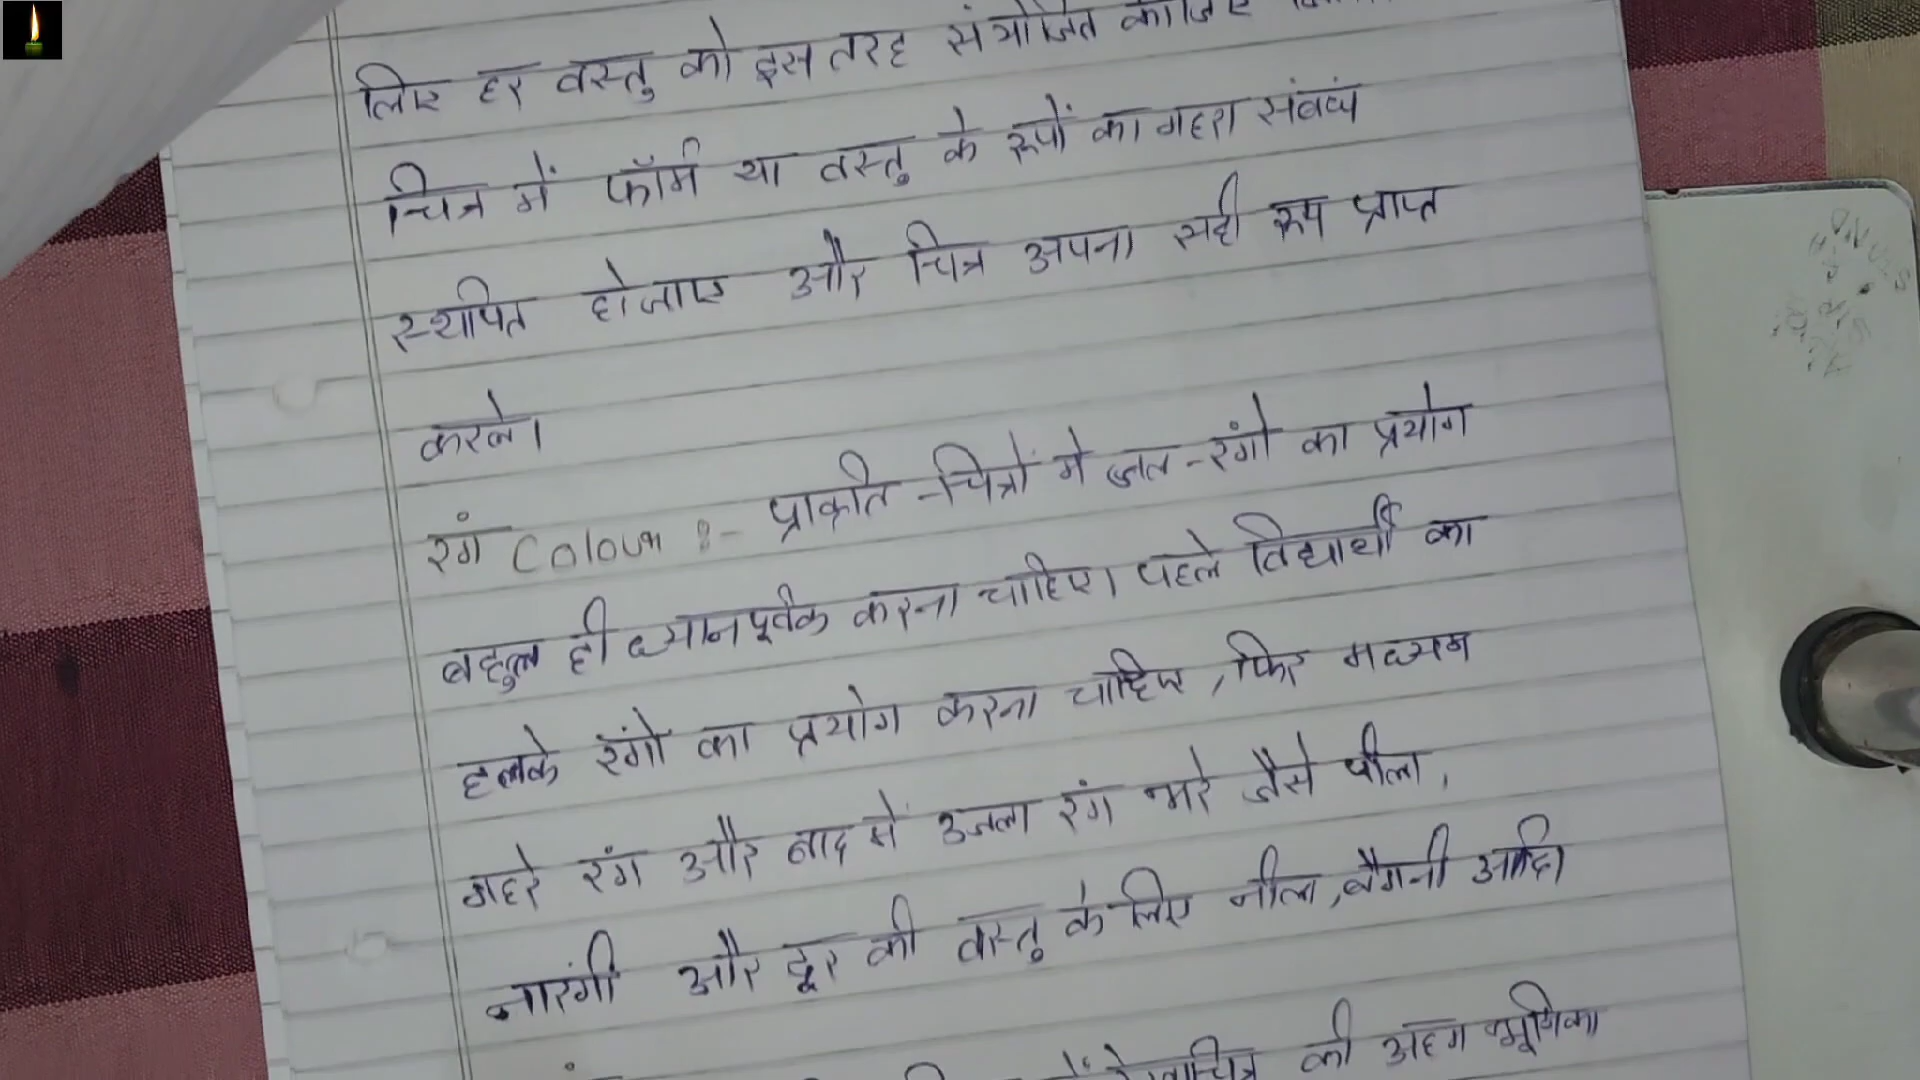 लिए हर वस्तु को इस तरह संयोजित कीजिए
चित्र में फॉर्म या वस्तु के रूपों का गहरा संबंध
स्थापित होजाए और चित्र अपना सही रूप प्राप्त
करले।
रंग Colour :- प्राकृति-चित्रों मे जल-रंगो का प्रयोग
बहुत ही ध्यानपूर्वक करना चाहिए। पहले विद्यार्थी का
हलके रंगों का प्रयोग करना चाहिए, फिर मध्यम
गहरे रंग और बाद में उजला रंग भरे जैसे पीला,
नारंगी और दूर की वस्तु के लिए नीला, बैगनी आदि।
रेखाचित्र की अहम भूमिका